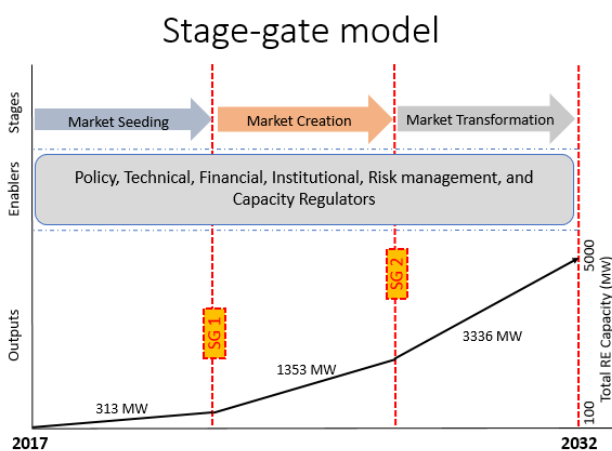 Stage-gate model
Stages
Market Seeding
Market Creation
Market Transformation
Enablers
Policy, Technical, Financial, Institutional, Risk management, and
Capacity Regulators
Outputs
SG 1
SG 2
313 MW
1353 MW
3336 MW
5000
Total RE Capacity (MW)
100
2017
2032